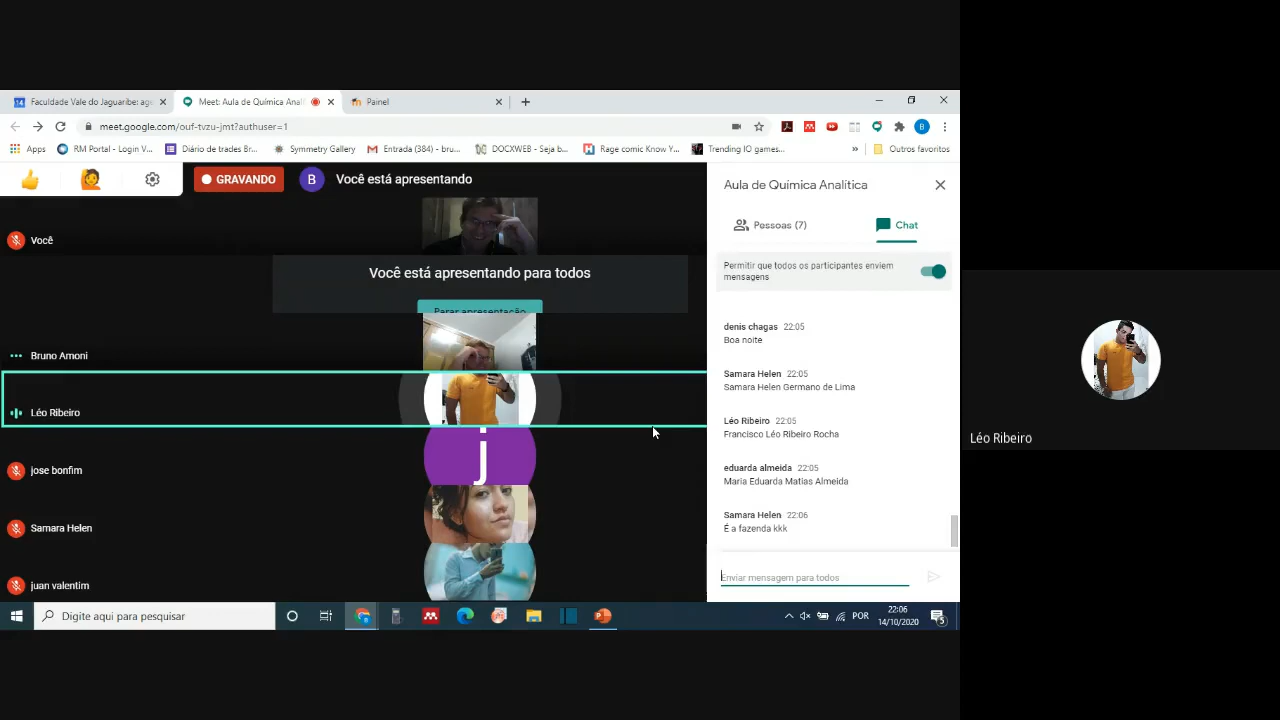 Faculdade Vale do Jaguaribe: age
Meet: Aula de Química Analí
Painel
meet.google.com/ouf-tvzu-jmt?authuser=1
Apps
RM Portal - Login V...
Diário de trades Br...
Symmetry Gallery
Entrada (384) - bru...
DOCXWEB - Seja b...
Rage comic Know Y...
Trending IO games...
»
Outros favoritos
GRAVANDO
B
Você está apresentando
Você
Você está apresentando para todos
Parar apresentação
Bruno Amoni
Léo Ribeiro
j
jose bonfim
Samara Helen
juan valentim
Aula de Química Analítica
Pessoas (7)
Chat
Permitir que todos os participantes enviem
mensagens
denis chagas 22:05
Boa noite
Samara Helen 22:05
Samara Helen Germano de Lima
Léo Ribeiro 22:05
Francisco Léo Ribeiro Rocha
eduarda almeida 22:05
Maria Eduarda Matias Almeida
Samara Helen 22:06
É a fazenda kkk
Enviar mensagem para todos
Digite aqui para pesquisar
POR
22:06
14/10/2020
5
Léo Ribeiro